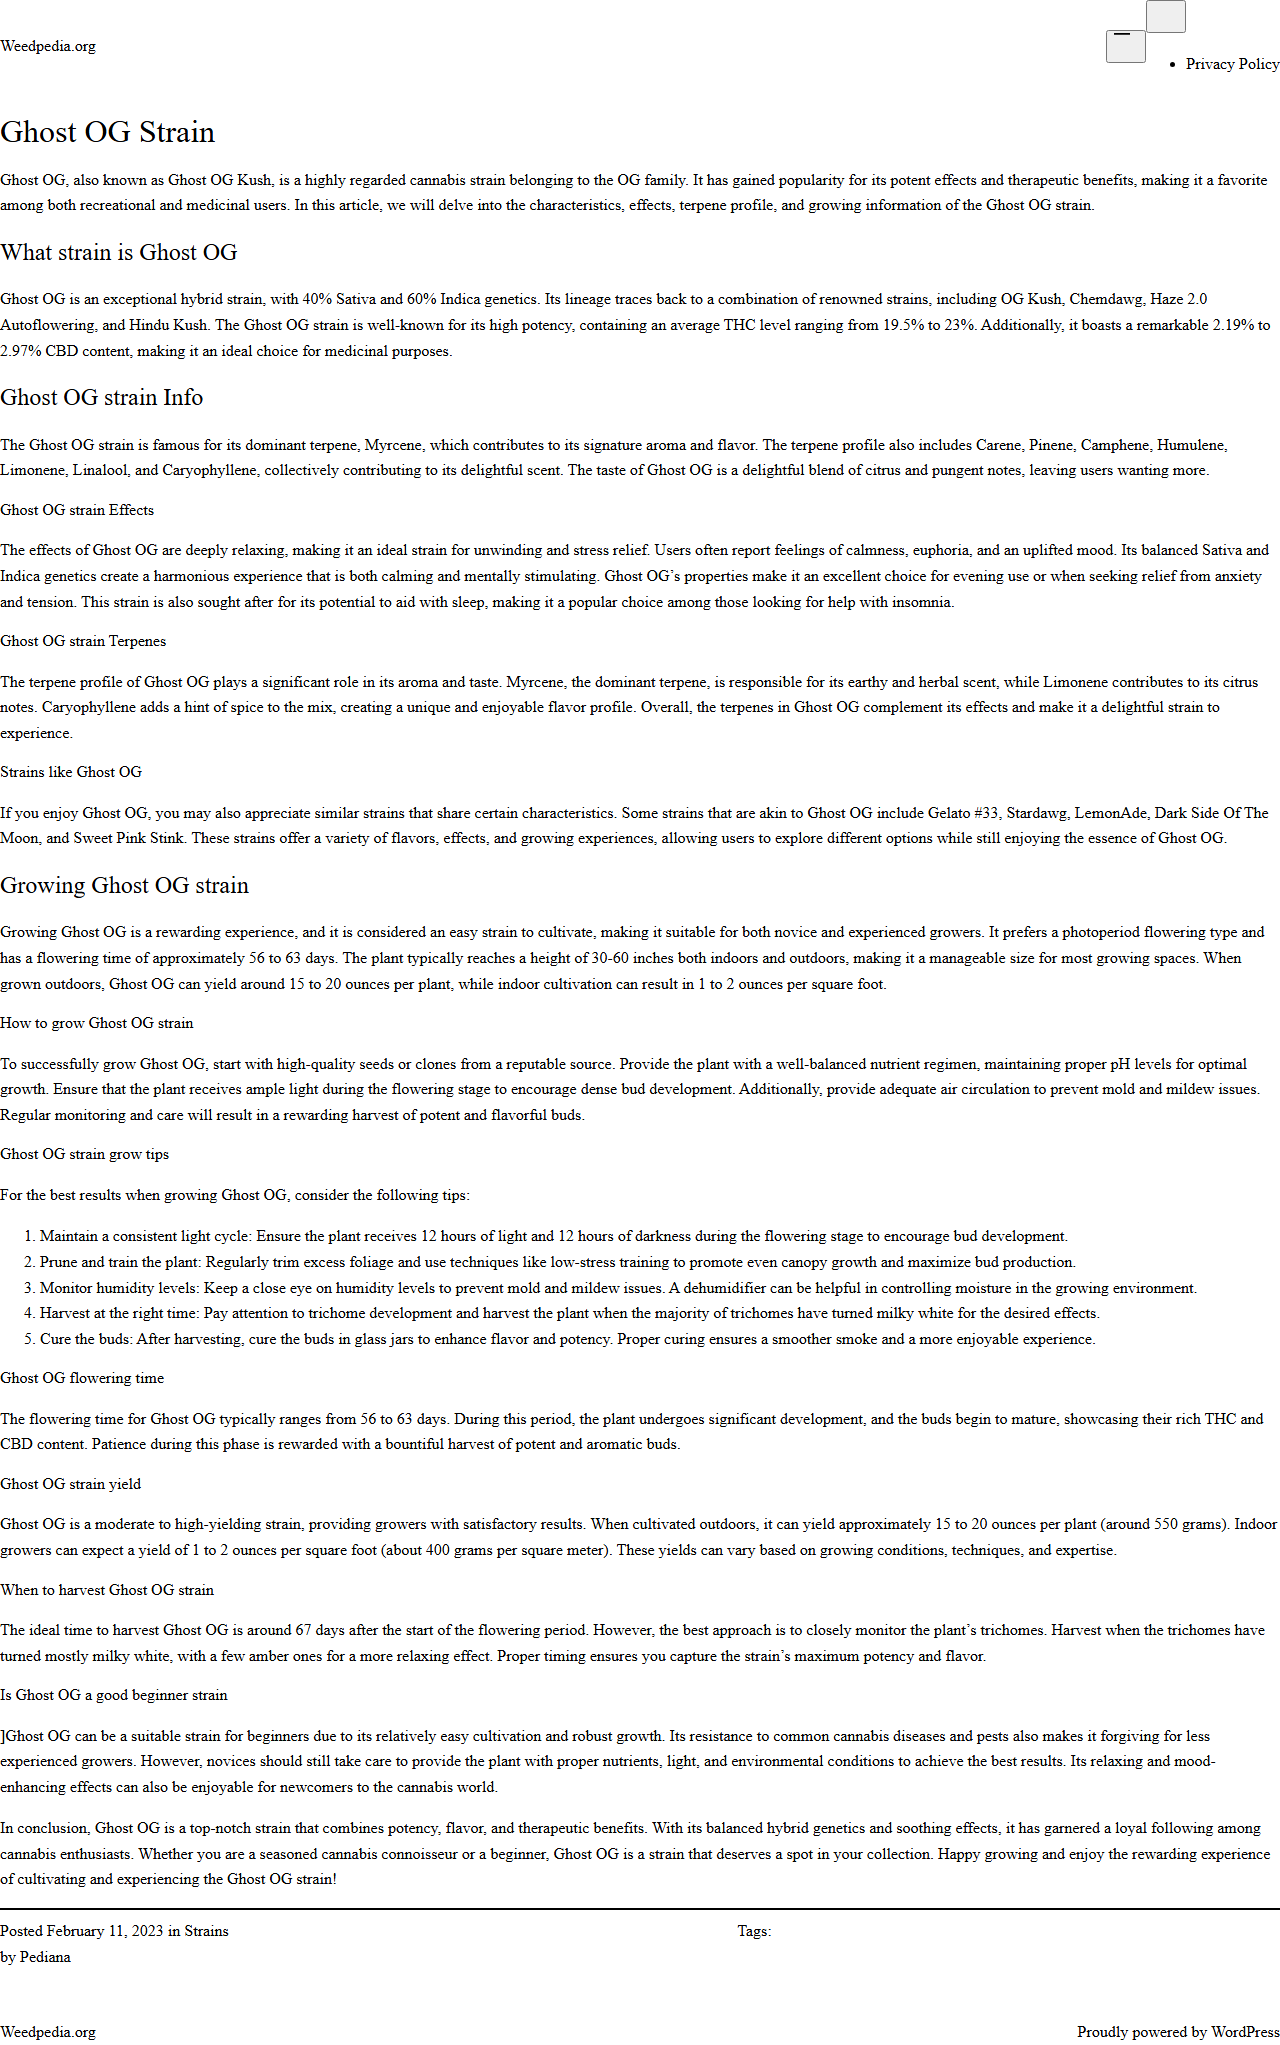 Weedpedia.org
Privacy Policy
Ghost OG Strain
Ghost OG, also known as Ghost OG Kush, is a highly regarded cannabis strain belonging to the OG family. It has gained popularity for its potent effects and therapeutic benefits, making it a favorite
among both recreational and medicinal users. In this article, we will delve into the characteristics, effects, terpene profile, and growing information of the Ghost OG strain.
What strain is Ghost OG
Ghost OG is an exceptional hybrid strain, with 40% Sativa and 60% Indica genetics. Its lineage traces back to a combination of renowned strains, including OG Kush, Chemdawg, Haze 2.0
Autoflowering, and Hindu Kush. The Ghost OG strain is well-known for its high potency, containing an average THC level ranging from 19.5% to 23%. Additionally, it boasts a remarkable 2.19% to
2.97% CBD content, making it an ideal choice for medicinal purposes.
Ghost OG strain Info
The Ghost OG strain is famous for its dominant terpene, Myrcene, which contributes to its signature aroma and flavor. The terpene profile also includes Carene, Pinene, Camphene, Humulene,
Limonene, Linalool, and Caryophyllene, collectively contributing to its delightful scent. The taste of Ghost OG is a delightful blend of citrus and pungent notes, leaving users wanting more.
Ghost OG strain Effects
The effects of Ghost OG are deeply relaxing, making it an ideal strain for unwinding and stress relief. Users often report feelings of calmness, euphoria, and an uplifted mood. Its balanced Sativa and
Indica genetics create a harmonious experience that is both calming and mentally stimulating. Ghost OG’s properties make it an excellent choice for evening use or when seeking relief from anxiety
and tension. This strain is also sought after for its potential to aid with sleep, making it a popular choice among those looking for help with insomnia.
Ghost OG strain Terpenes
The terpene profile of Ghost OG plays a significant role in its aroma and taste. Myrcene, the dominant terpene, is responsible for its earthy and herbal scent, while Limonene contributes to its citrus
notes. Caryophyllene adds a hint of spice to the mix, creating a unique and enjoyable flavor profile. Overall, the terpenes in Ghost OG complement its effects and make it a delightful strain to
experience.
Strains like Ghost OG
If you enjoy Ghost OG, you may also appreciate similar strains that share certain characteristics. Some strains that are akin to Ghost OG include Gelato #33, Stardawg, LemonAde, Dark Side Of The
Moon, and Sweet Pink Stink. These strains offer a variety of flavors, effects, and growing experiences, allowing users to explore different options while still enjoying the essence of Ghost OG.
Growing Ghost OG strain
Growing Ghost OG is a rewarding experience, and it is considered an easy strain to cultivate, making it suitable for both novice and experienced growers. It prefers a photoperiod flowering type and
has a flowering time of approximately 56 to 63 days. The plant typically reaches a height of 30-60 inches both indoors and outdoors, making it a manageable size for most growing spaces. When
grown outdoors, Ghost OG can yield around 15 to 20 ounces per plant, while indoor cultivation can result in 1 to 2 ounces per square foot.
How to grow Ghost OG strain
To successfully grow Ghost OG, start with high-quality seeds or clones from a reputable source. Provide the plant with a well-balanced nutrient regimen, maintaining proper pH levels for optimal
growth. Ensure that the plant receives ample light during the flowering stage to encourage dense bud development. Additionally, provide adequate air circulation to prevent mold and mildew issues.
Regular monitoring and care will result in a rewarding harvest of potent and flavorful buds.
Ghost OG strain grow tips
For the best results when growing Ghost OG, consider the following tips:
1. Maintain a consistent light cycle: Ensure the plant receives 12 hours of light and 12 hours of darkness during the flowering stage to encourage bud development.
2. Prune and train the plant: Regularly trim excess foliage and use techniques like low-stress training to promote even canopy growth and maximize bud production.
3. Monitor humidity levels: Keep a close eye on humidity levels to prevent mold and mildew issues. A dehumidifier can be helpful in controlling moisture in the growing environment.
4. Harvest at the right time: Pay attention to trichome development and harvest the plant when the majority of trichomes have turned milky white for the desired effects.
5. Cure the buds: After harvesting, cure the buds in glass jars to enhance flavor and potency. Proper curing ensures a smoother smoke and a more enjoyable experience.
Ghost OG flowering time
The flowering time for Ghost OG typically ranges from 56 to 63 days. During this period, the plant undergoes significant development, and the buds begin to mature, showcasing their rich THC and
CBD content. Patience during this phase is rewarded with a bountiful harvest of potent and aromatic buds.
Ghost OG strain yield
Ghost OG is a moderate to high-yielding strain, providing growers with satisfactory results. When cultivated outdoors, it can yield approximately 15 to 20 ounces per plant (around 550 grams). Indoor
growers can expect a yield of 1 to 2 ounces per square foot (about 400 grams per square meter). These yields can vary based on growing conditions, techniques, and expertise.
When to harvest Ghost OG strain
The ideal time to harvest Ghost OG is around 67 days after the start of the flowering period. However, the best approach is to closely monitor the plant’s trichomes. Harvest when the trichomes have
turned mostly milky white, with a few amber ones for a more relaxing effect. Proper timing ensures you capture the strain’s maximum potency and flavor.
Is Ghost OG a good beginner strain
]Ghost OG can be a suitable strain for beginners due to its relatively easy cultivation and robust growth. Its resistance to common cannabis diseases and pests also makes it forgiving for less
experienced growers. However, novices should still take care to provide the plant with proper nutrients, light, and environmental conditions to achieve the best results. Its relaxing and mood-
enhancing effects can also be enjoyable for newcomers to the cannabis world.
In conclusion, Ghost OG is a top-notch strain that combines potency, flavor, and therapeutic benefits. With its balanced hybrid genetics and soothing effects, it has garnered a loyal following among
cannabis enthusiasts. Whether you are a seasoned cannabis connoisseur or a beginner, Ghost OG is a strain that deserves a spot in your collection. Happy growing and enjoy the rewarding experience
of cultivating and experiencing the Ghost OG strain!
Posted February 11, 2023 in Strains
by Pediana
Tags:
Weedpedia.org
Proudly powered by WordPress